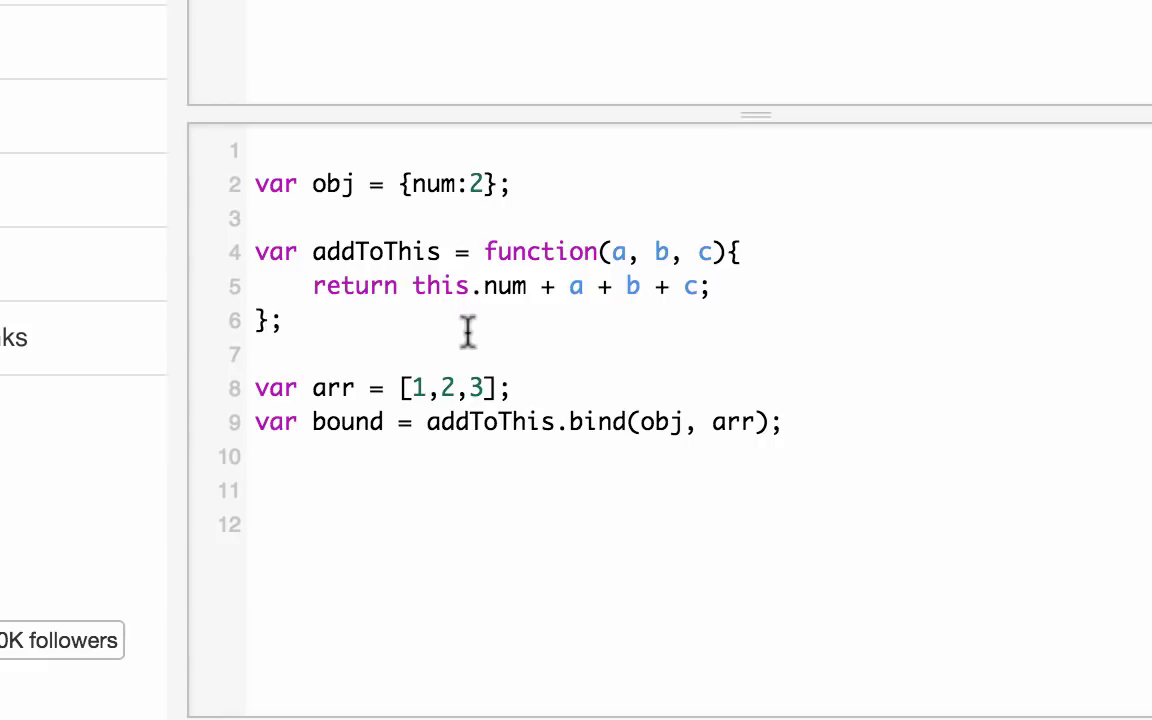 1
2 var obj = {num:2};
3
4 var addToThis = function(a, b, c){
5     return this.num + a + b + c;
6 };
7
8 var arr = [1,2,3];
9 var bound = addToThis.bind(obj, arr);
10
11
12
ks
0K followers